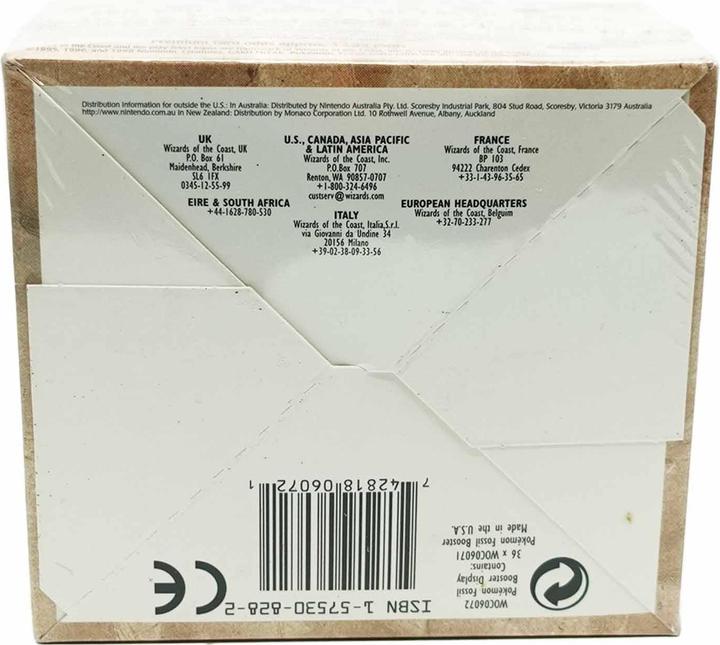 Distribution information for outside the U.S.: In Australia: Distributed by Nintendo Australia Pty. Ltd. Scoresby Industrial Park, 804 Stud Road, Scoresby, Victoria 3179 Australia
http://www.nintendo.com.au In New Zealand: Distribution by Monaco Corporation Ltd. 10 Rothwell Avenue, Albany, Auckland
UK
Wizards of the Coast, UK
P.O. Box 61
Maidenhead, Berkshire
SL6 1FX
0345-12-55-99
EIRE & SOUTH AFRICA
+44-1628-780-530
U.S., CANADA, ASIA PACIFIC
& LATIN AMERICA
Wizards of the Coast, Inc.
P.O.Box 707
Renton, WA 90857-0707
+1-800-324-6496
custserv@wizards.com
ITALY
Wizards of the Coast, Italia,S.r.l.
via Giovanni da Undine 34
20156 Milano
+39-02-38-09-33-56
FRANCE
Wizards of the Coast, France
BP 103
94222 Charenton Cedex
+33-1-43-96-35-65
EUROPEAN HEADQUARTERS
Wizards of the Coast, Belguim
+32-70-233-277
WOC06072
Pokémon Fossil
Booster Display
Contains:
36 x WOC06071
Pokémon Fossil Booster
Made in the U.S.A.
ISBN 1-57530-828-2
7 42818 06072 1
CE